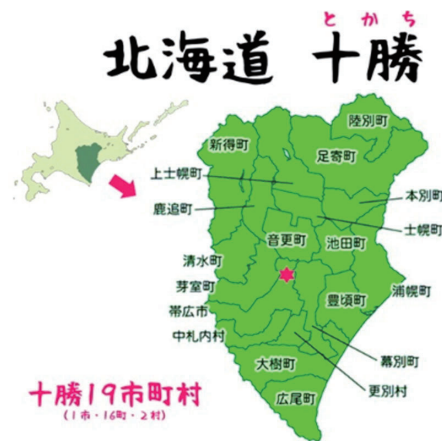 とかち
北海道 十勝
陸別町
新得町
足寄町
上士幌町
本別町
鹿追町
士幌町
音更町
池田町
清水町
芽室町
浦幌町
豊頃町
帯広市
中札内村
幕別町
大樹町
更別村
広尾町
十勝19市町村
(1市・16町・2村)